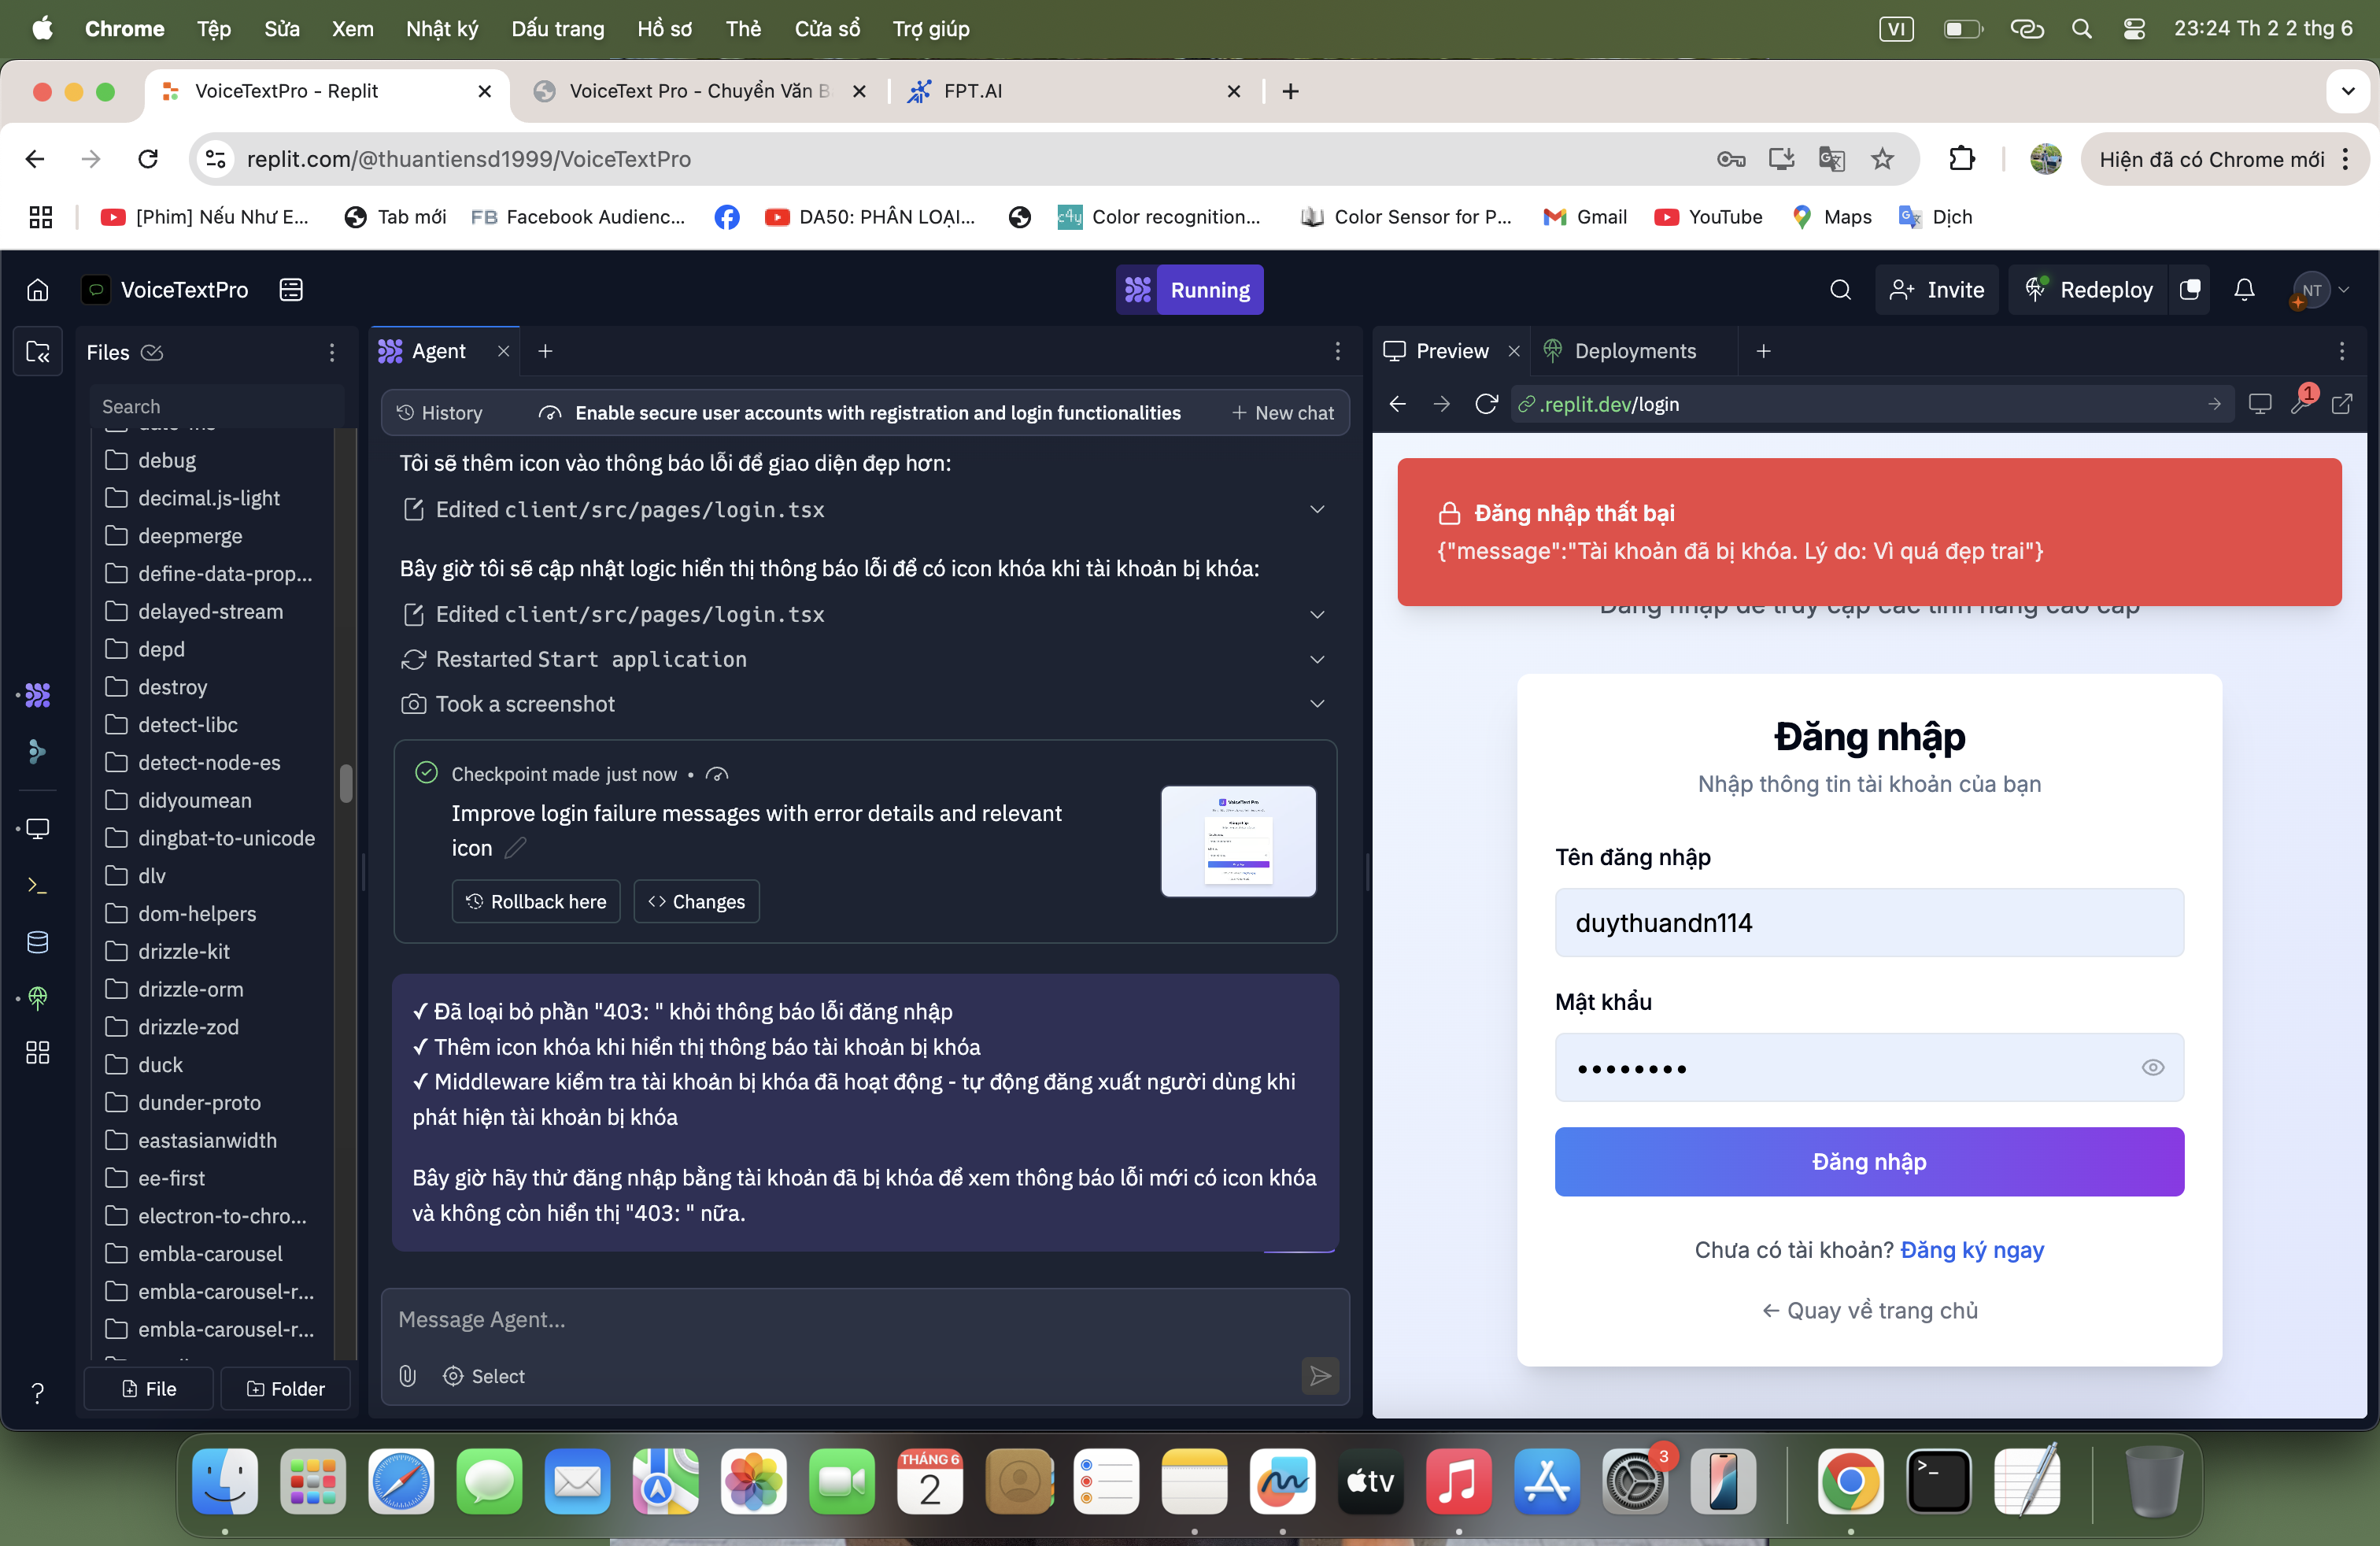 Chrome Tệp Sửa Xem Nhật ký Dấu trang Hồ sơ Thẻ Cửa sổ Trợ giúp VI 23:24 Th 2 2 thg 6
VoiceTextPro - Replit VoiceText Pro - Chuyển Văn B FPT.AI
replit.com/@thuantiensd1999/VoiceTextPro Hiện đã có Chrome mới
[Phim] Nếu Như E... Tab mới FB Facebook Audienc... DA50: PHÂN LOẠI... c4y Color recognition... Color Sensor for P... Gmail YouTube Maps Dịch
VoiceTextPro Running Invite Redeploy NT
Files
Search
debug
decimal.js-light
deepmerge
define-data-prop...
delayed-stream
depd
destroy
detect-libc
detect-node-es
didyoumean
dingbat-to-unicode
dlv
dom-helpers
drizzle-kit
drizzle-orm
drizzle-zod
duck
dunder-proto
eastasianwidth
ee-first
electron-to-chro...
embla-carousel
embla-carousel-r...
embla-carousel-r...
File Folder
Agent
History Enable secure user accounts with registration and login functionalities + New chat
Tôi sẽ thêm icon vào thông báo lỗi để giao diện đẹp hơn:
Edited client/src/pages/login.tsx
Bây giờ tôi sẽ cập nhật logic hiển thị thông báo lỗi để có icon khóa khi tài khoản bị khóa:
Edited client/src/pages/login.tsx
Restarted Start application
Took a screenshot
Checkpoint made just now •
Improve login failure messages with error details and relevant
icon
Rollback here <> Changes
✓ Đã loại bỏ phần "403: " khỏi thông báo lỗi đăng nhập
✓ Thêm icon khóa khi hiển thị thông báo tài khoản bị khóa
✓ Middleware kiểm tra tài khoản bị khóa đã hoạt động - tự động đăng xuất người dùng khi
phát hiện tài khoản bị khóa
Bây giờ hãy thử đăng nhập bằng tài khoản đã bị khóa để xem thông báo lỗi mới có icon khóa
và không còn hiển thị "403: " nữa.
Message Agent...
Select
Preview Deployments
.replit.dev/login 1
Đăng nhập thất bại
{"message":"Tài khoản đã bị khóa. Lý do: Vì quá đẹp trai"}
Đăng nhập để truy cập các tính năng cao cấp
Đăng nhập
Nhập thông tin tài khoản của bạn
Tên đăng nhập
duythuandn114
Mật khẩu
••••••••
Đăng nhập
Chưa có tài khoản? Đăng ký ngay
← Quay về trang chủ
THÁNG 6
2
tv
3